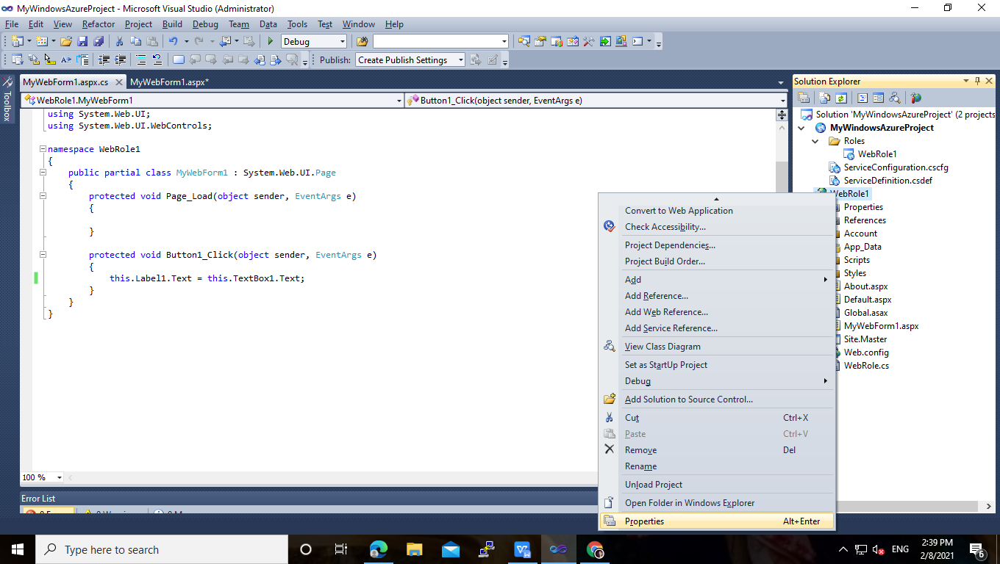 MyWindowsAzureProject - Microsoft Visual Studio (Administrator)
File Edit View Refactor Project Build Debug Team Data Tools Test Window Help
Debug
Publish: Create Publish Settings
Toolbox
MyWebForm1.aspx.cs MyWebForm1.aspx*
WebRole1.MyWebForm1 Button1_Click(object sender, EventArgs e)
using System.Web.UI;
using System.Web.UI.WebControls;
namespace WebRole1
{
public partial class MyWebForm1 : System.Web.UI.Page
{
protected void Page_Load(object sender, EventArgs e)
{
}
protected void Button1_Click(object sender, EventArgs e)
{
this.Label1.Text = this.TextBox1.Text;
}
}
}
100 %
Error List
Solution Explorer
Solution 'MyWindowsAzureProject' (2 projects
MyWindowsAzureProject
Roles
WebRole1
ServiceConfiguration.cscfg
ServiceDefinition.csdef
WebRole1
Properties
References
Account
App_Data
Scripts
Styles
About.aspx
Default.aspx
Global.asax
MyWebForm1.aspx
Site.Master
Web.config
WebRole.cs
Convert to Web Application
Check Accessibility...
Project Dependencies...
Project Build Order...
Add
Add Reference...
Add Web Reference...
Add Service Reference...
View Class Diagram
Set as StartUp Project
Debug
Add Solution to Source Control...
Cut Ctrl+X
Paste Ctrl+V
Remove Del
Rename
Unload Project
Open Folder in Windows Explorer
Properties Alt+Enter
Type here to search
ENG
2:39 PM
2/8/2021
6